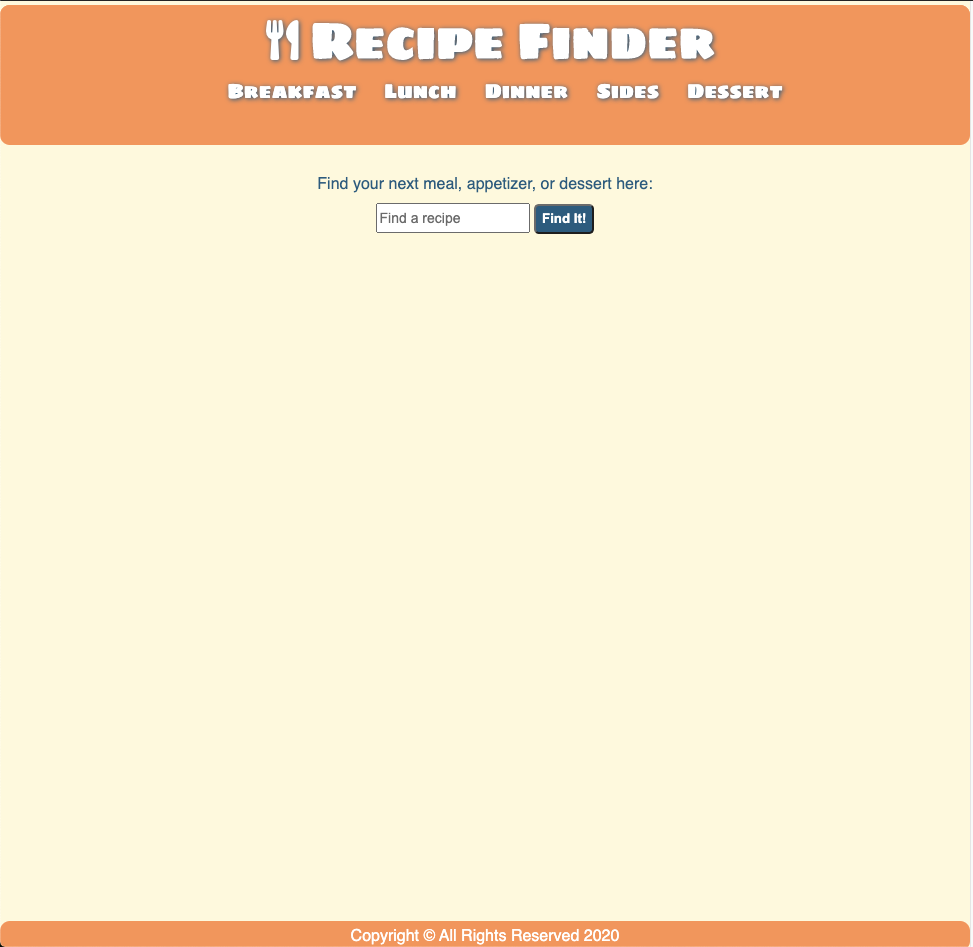 Recipe Finder
Breakfast Lunch Dinner Sides Dessert
Find your next meal, appetizer, or dessert here:
Find a recipe Find It!
Copyright © All Rights Reserved 2020